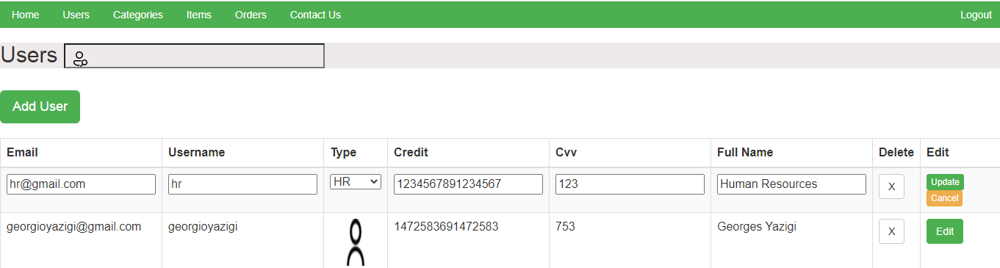 Home Users Categories Items Orders Contact Us Logout
Users
Add User
Email Username Type Credit Cvv Full Name Delete Edit
hr@gmail.com hr HR 1234567891234567 123 Human Resources X Update
Cancel
georgioyazigi@gmail.com georgioyazigi 1472583691472583 753 Georges Yazigi X Edit